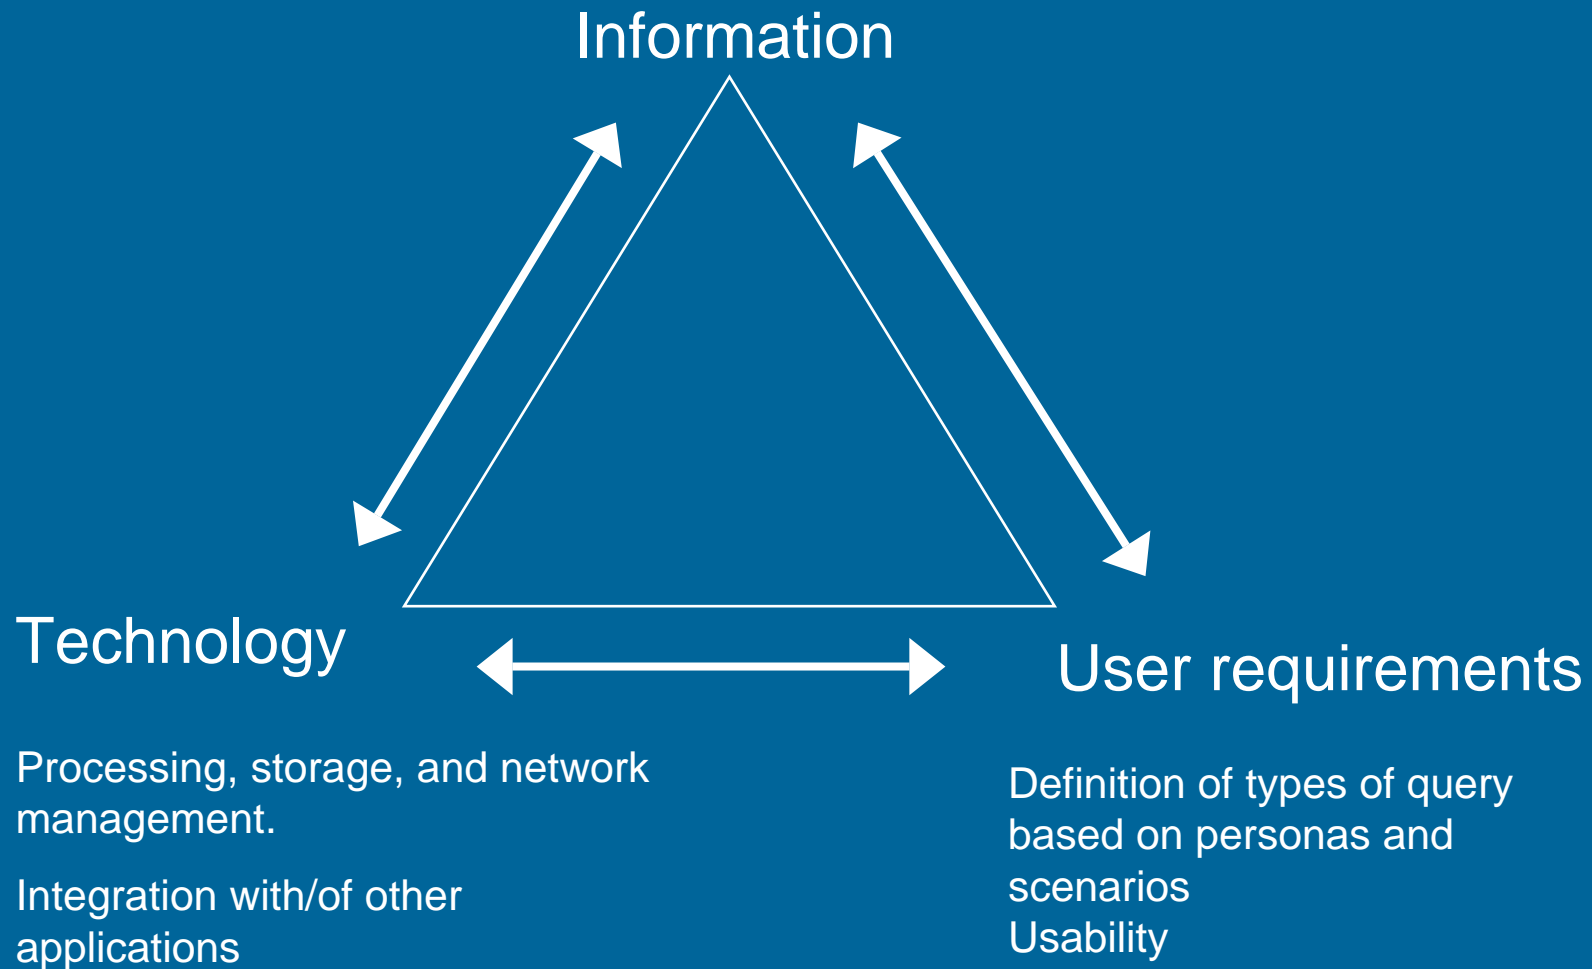 Information
Technology
User requirements
Processing, storage, and network
management.
Integration with/of other
applications
Definition of types of query
based on personas and
scenarios
Usability